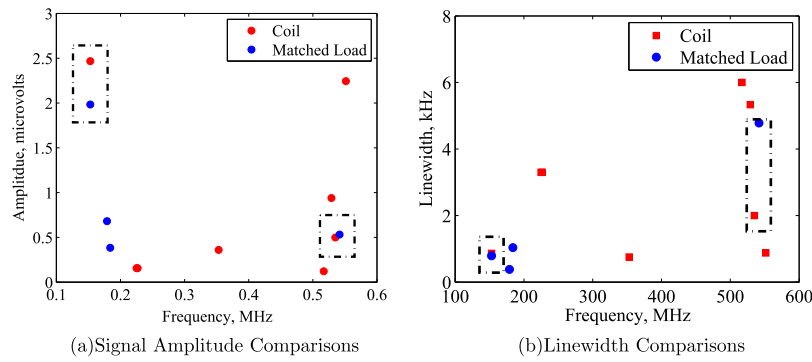 3
2.5
2
1.5
1
0.5
0
0.1
0.2
0.3
0.4
0.5
0.6
Amplitdue, microvolts
Frequency, MHz
Coil
Matched Load
(a)Signal Amplitude Comparisons
8
6
4
2
0
100
200
300
400
500
600
Linewidth, kHz
Frequency, MHz
Coil
Matched Load
(b)Linewidth Comparisons